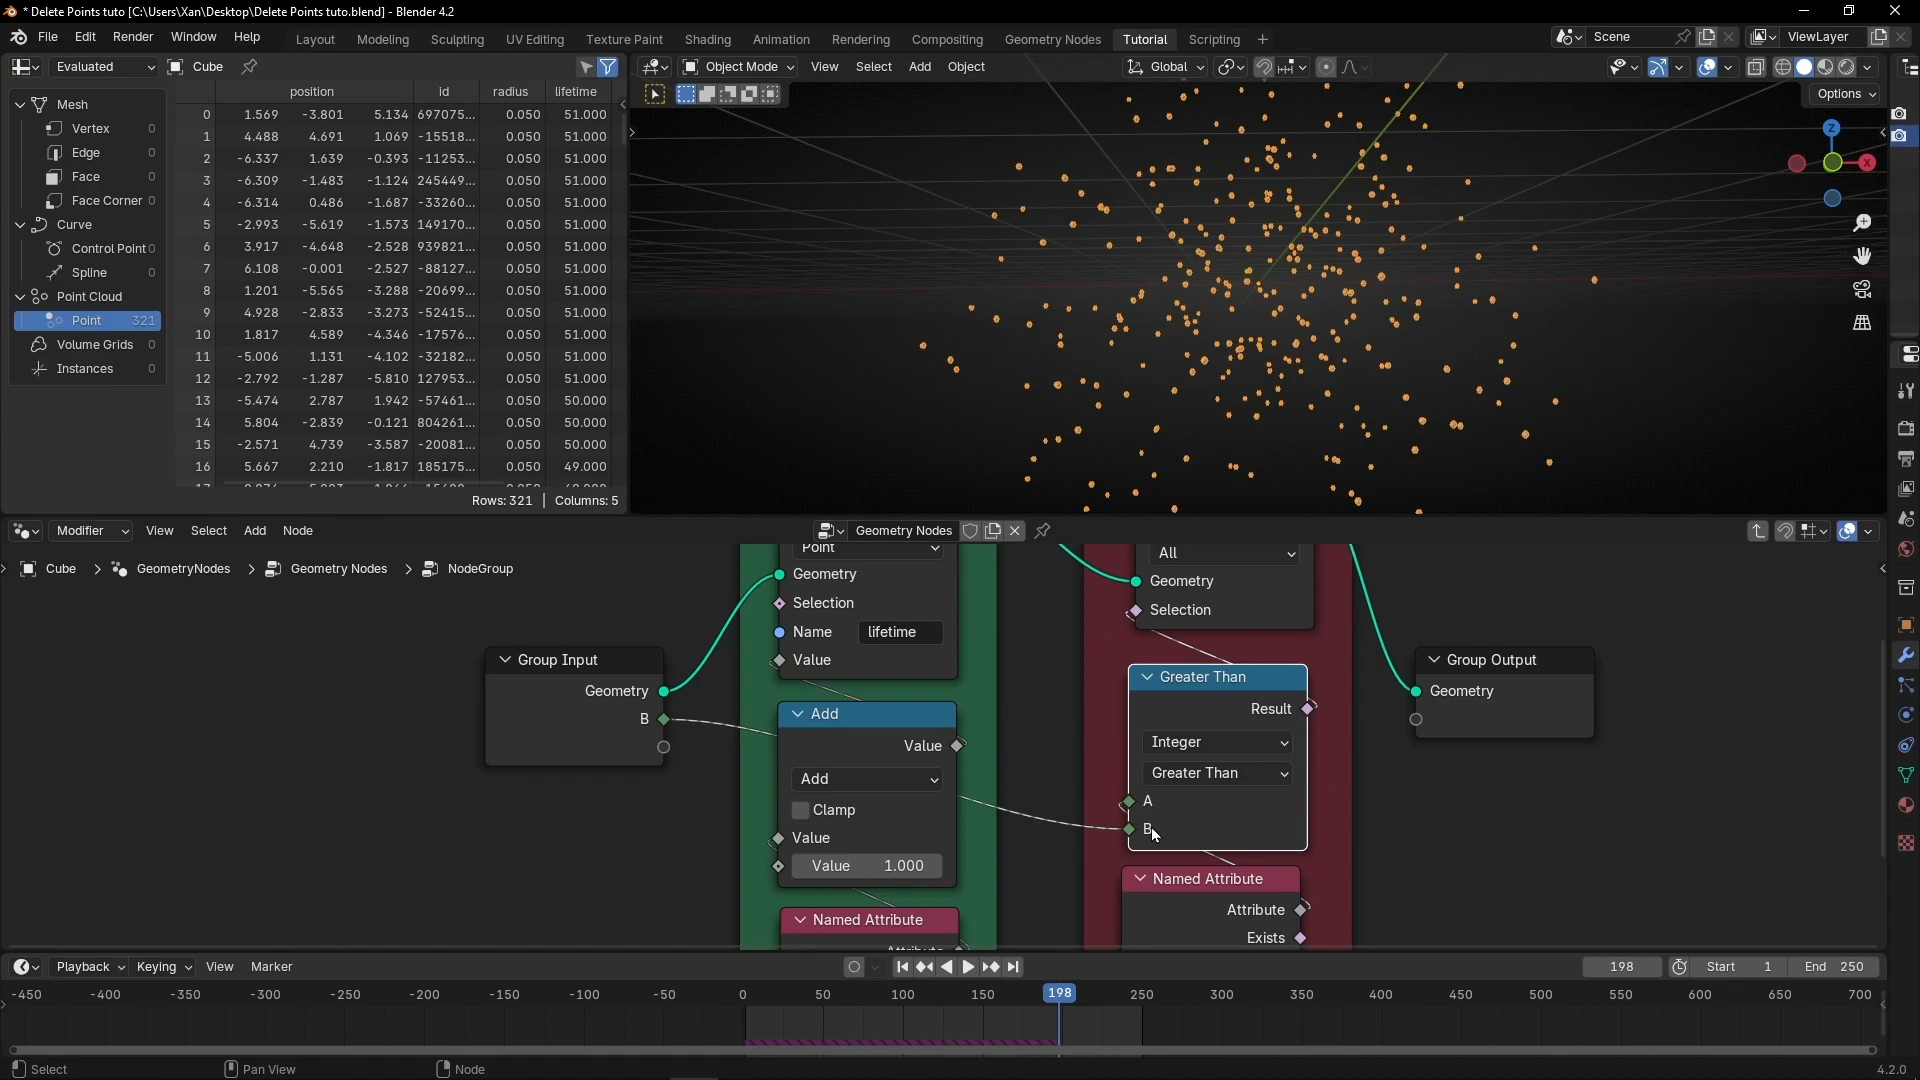 * Delete Points tuto [C:\Users\Xan\Desktop\Delete Points tuto.blend] - Blender 4.2
File Edit Render Window Help Layout Modeling Sculpting UV Editing Texture Paint Shading Animation Rendering Compositing Geometry Nodes Tutorial Scripting + Scene ViewLayer
Evaluated Cube
Object Mode View Select Add Object Global
Options
Z
X
position id radius lifetime
0 1.569 -3.801 5.134 697075... 0.050 51.000
1 4.488 4.691 1.069 -15518... 0.050 51.000
2 -6.337 1.639 -0.393 -11253... 0.050 51.000
3 -6.309 -1.483 -1.124 245449... 0.050 51.000
4 -6.314 0.486 -1.687 -33260... 0.050 51.000
5 -2.993 -5.619 -1.573 149170... 0.050 51.000
6 3.917 -4.648 -2.528 939821... 0.050 51.000
7 6.108 -0.001 -2.527 -88127... 0.050 51.000
8 1.201 -5.565 -3.288 -20699... 0.050 51.000
9 4.928 -2.833 -3.273 -52415... 0.050 51.000
10 1.817 4.589 -4.346 -17576... 0.050 51.000
11 -5.006 1.131 -4.102 -32182... 0.050 51.000
12 -2.792 -1.287 -5.810 127953... 0.050 51.000
13 -5.474 2.787 1.942 -57461... 0.050 50.000
14 5.804 -2.839 -0.121 804261... 0.050 50.000
15 -2.571 4.739 -3.587 -20081... 0.050 50.000
16 5.667 2.210 -1.817 185175... 0.050 49.000
Rows: 321 Columns: 5
Mesh
Vertex 0
Edge 0
Face 0
Face Corner 0
Curve
Control Point 0
Spline 0
Point Cloud
Point 321
Volume Grids 0
Instances 0
Modifier View Select Add Node Geometry Nodes
Cube > GeometryNodes > Geometry Nodes > NodeGroup
Group Input
Geometry
B
Point
Geometry
Selection
Name lifetime
Value
Add
Value
Add
Clamp
Value
Value 1.000
Named Attribute
All
Geometry
Selection
Greater Than
Result
Integer
Greater Than
A
B
Named Attribute
Attribute
Exists
Group Output
Geometry
Playback Keying View Marker 198 Start 1 End 250
-450 -400 -350 -300 -250 -200 -150 -100 -50 0 50 100 150 198 250 300 350 400 450 500 550 600 650 700
Select Pan View Node 4.2.0